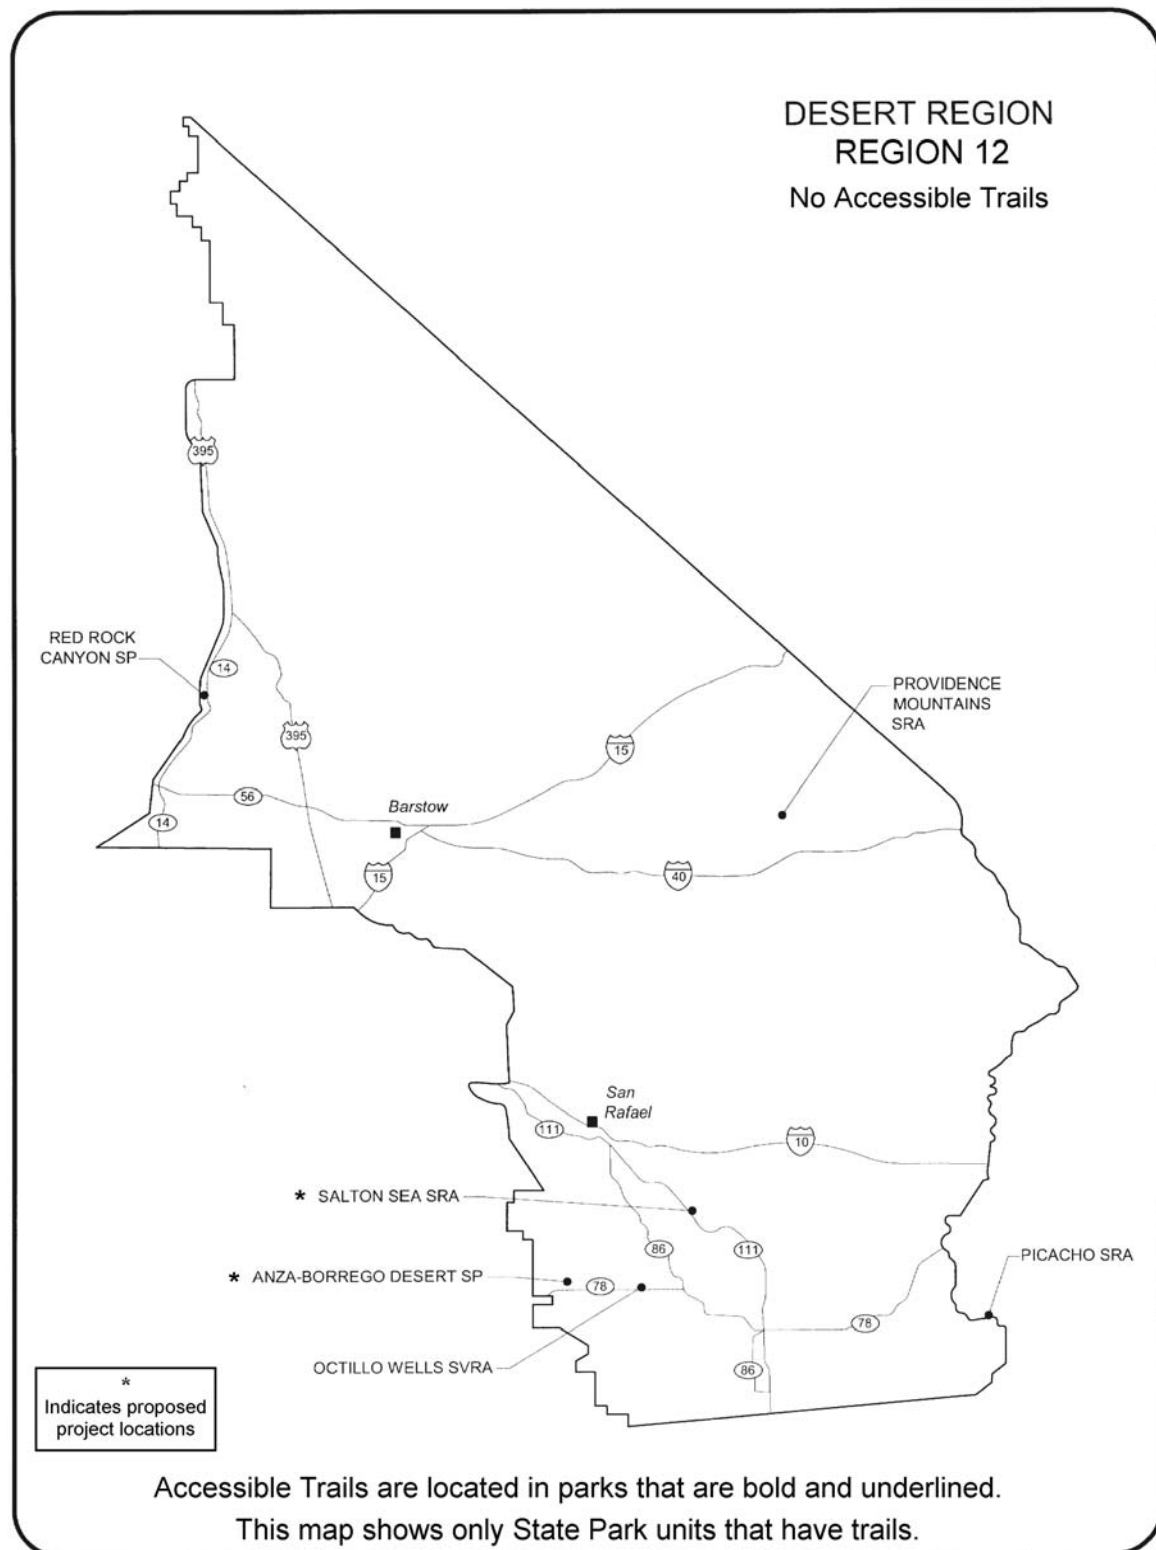 DESERT REGION
REGION 12
No Accessible Trails
395
RED ROCK
CANYON SP
14
PROVIDENCE
MOUNTAINS
SRA
395
15
56
Barstow
14
15
40
San
Rafael
111
10
* SALTON SEA SRA
86
111
PICACHO SRA
* ANZA-BORREGO DESERT SP
78
78
OCTILLO WELLS SVRA
86
*
Indicates proposed
project locations
Accessible Trails are located in parks that are bold and underlined.
This map shows only State Park units that have trails.